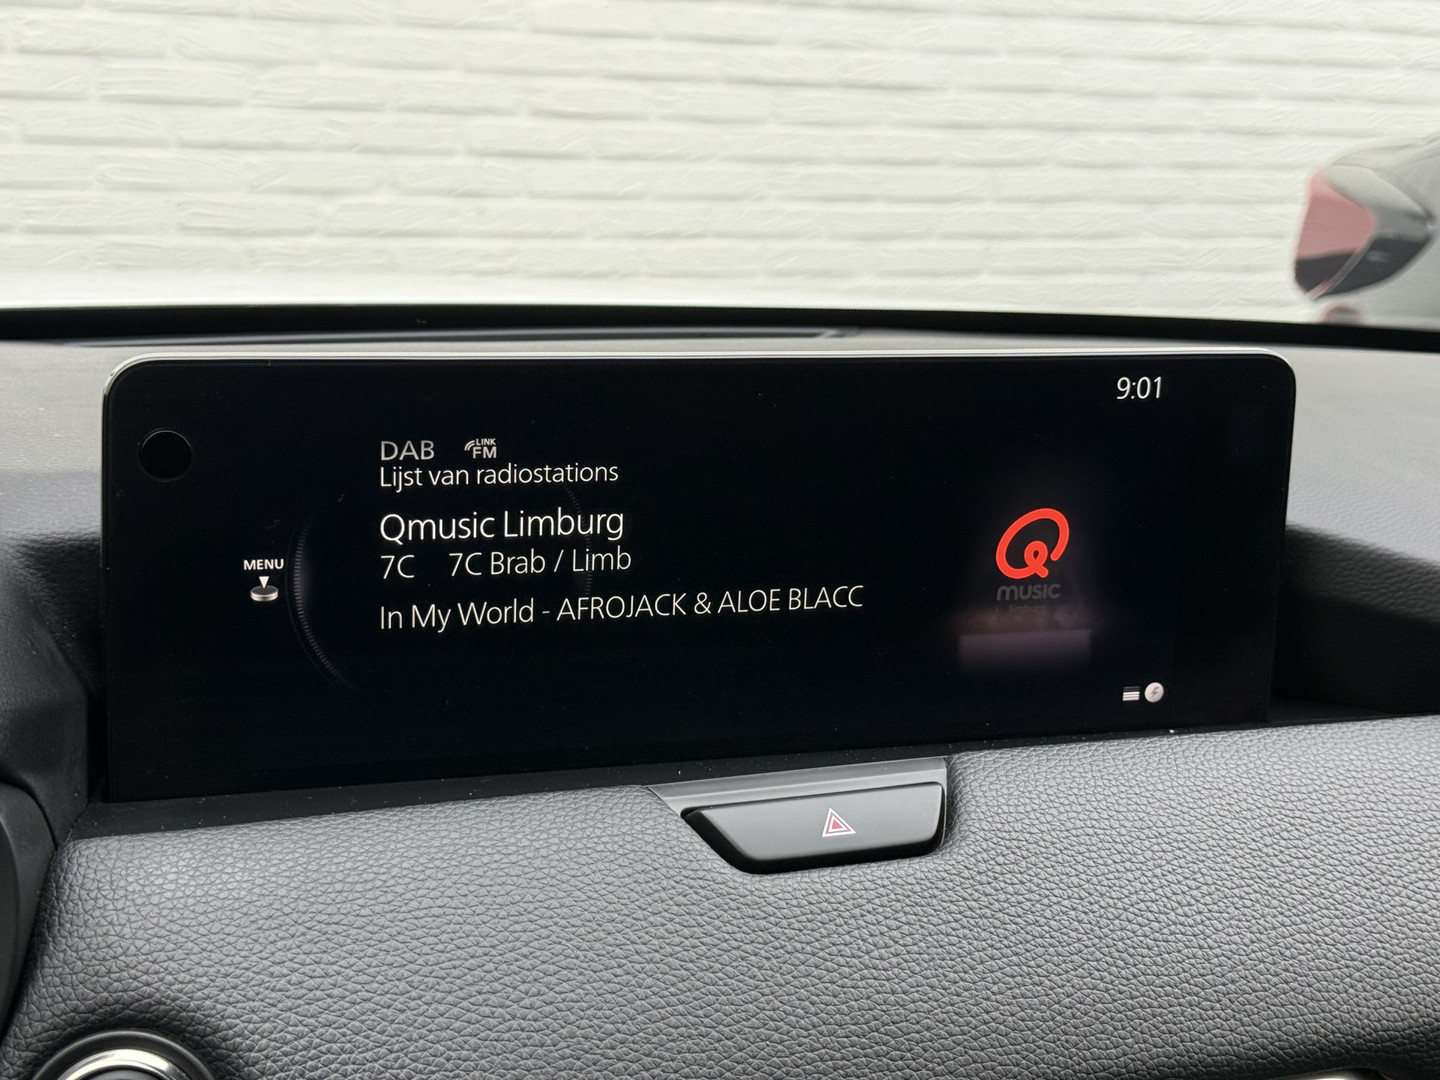 9:01
DAB LINK FM
Lijst van radiostations
Qmusic Limburg
MENU
7C 7C Brab / Limb
In My World - AFROJACK & ALOE BLACC
Q
music
limburg